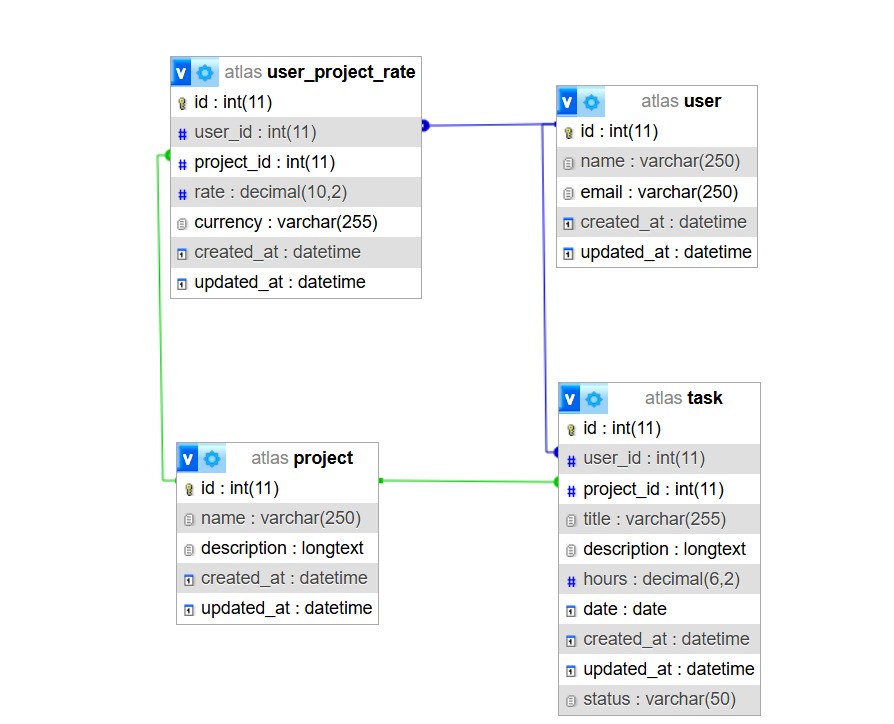 v atlas user_project_rate
id : int(11)
# user_id : int(11)
# project_id : int(11)
# rate : decimal(10,2)
currency : varchar(255)
created_at : datetime
updated_at : datetime
v atlas user
id : int(11)
name : varchar(250)
email : varchar(250)
created_at : datetime
updated_at : datetime
v atlas project
id : int(11)
name : varchar(250)
description : longtext
created_at : datetime
updated_at : datetime
v atlas task
id : int(11)
# user_id : int(11)
# project_id : int(11)
title : varchar(255)
description : longtext
# hours : decimal(6,2)
date : date
created_at : datetime
updated_at : datetime
status : varchar(50)